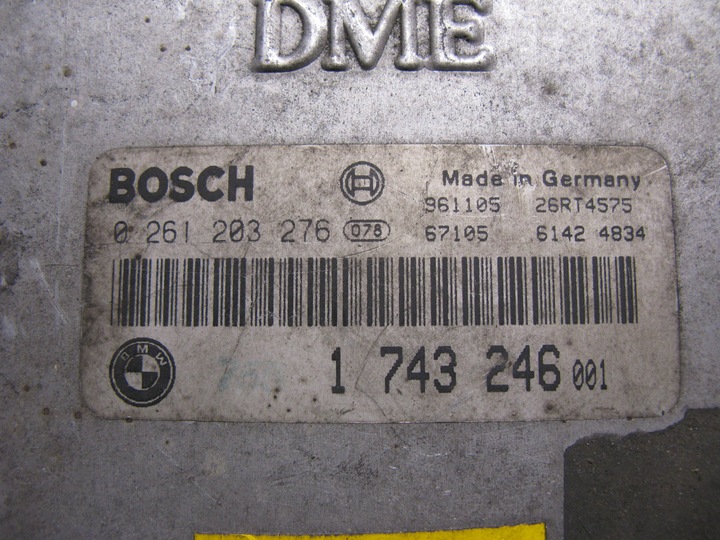 DME
BOSCH Made in Germany
961105 26RT4575
0 261 203 276 078 67105 6142 4834
BMW
1 743 246 001